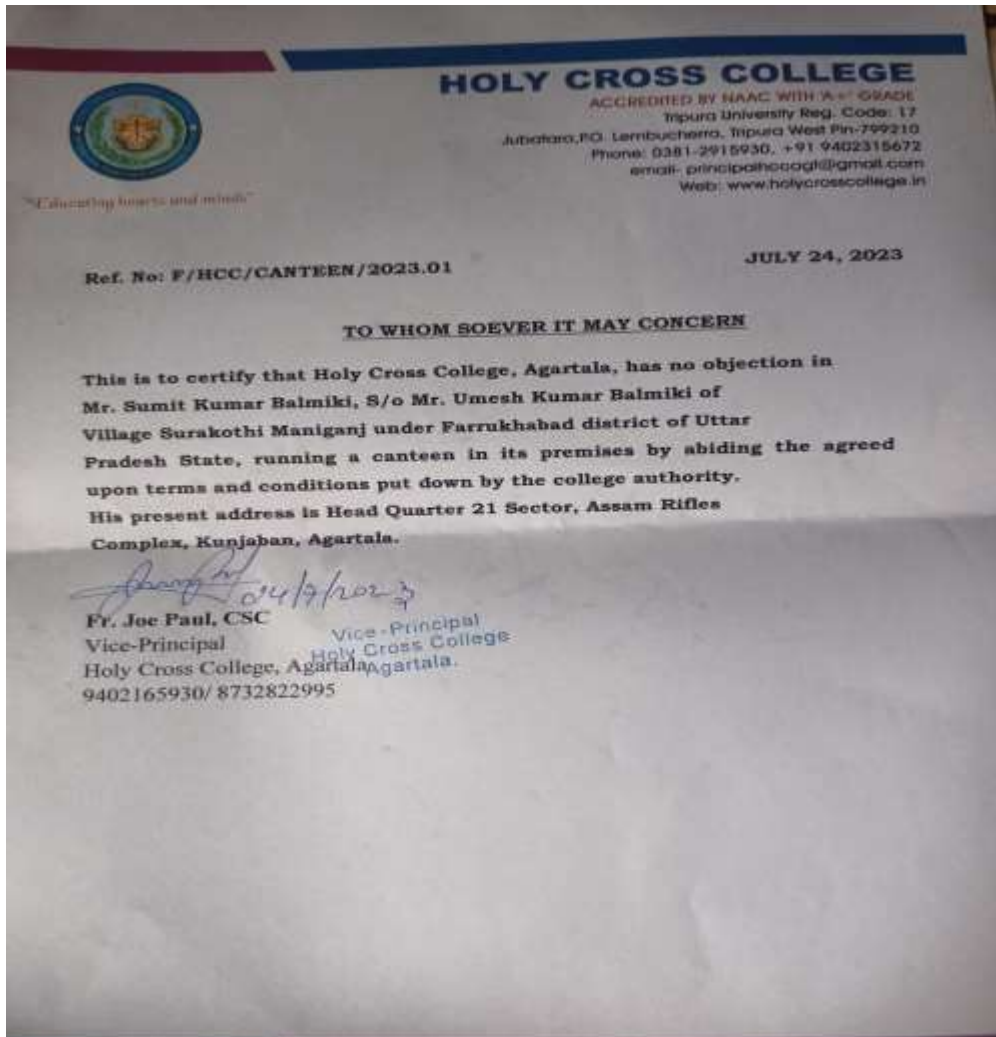 HOLY CROSS COLLEGE
ACCREDITED BY NAAC WITH 'A+' GRADE
Tripura University Reg. Code: 17
Jubatara,P.O. Lembucherra, Tripura West Pin-799210
Phone: 0381-2915930, +91 9402315672
email- principalhccagt@gmail.com
Web: www.holycrosscollege.in
"Educating hearts and minds"
Ref. No: F/HCC/CANTEEN/2023.01
JULY 24, 2023
TO WHOM SOEVER IT MAY CONCERN
This is to certify that Holy Cross College, Agartala, has no objection in
Mr. Sumit Kumar Balmiki, S/o Mr. Umesh Kumar Balmiki of
Village Surakothi Maniganj under Farrukhabad district of Uttar
Pradesh State, running a canteen in its premises by abiding the agreed
upon terms and conditions put down by the college authority.
His present address is Head Quarter 21 Sector, Assam Rifles
Complex, Kunjaban, Agartala.
24/7/2023
Fr. Joe Paul, CSC
Vice-Principal
Holy Cross College, Agartala
9402165930/ 8732822995
Vice-Principal
Holy Cross College
Agartala.